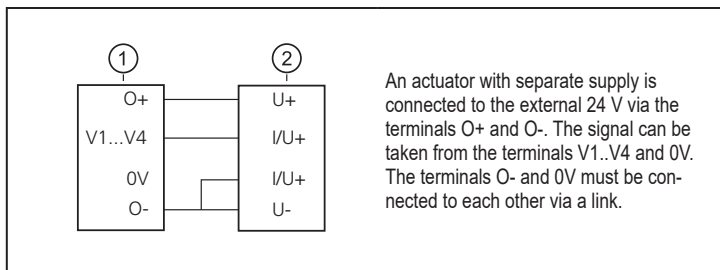 ① ②
O+ U+
V1...V4 I/U+
0V I/U+
O- U-
An actuator with separate supply is
connected to the external 24 V via the
terminals O+ and O-. The signal can be
taken from the terminals V1..V4 and 0V.
The terminals O- and 0V must be con-
nected to each other via a link.